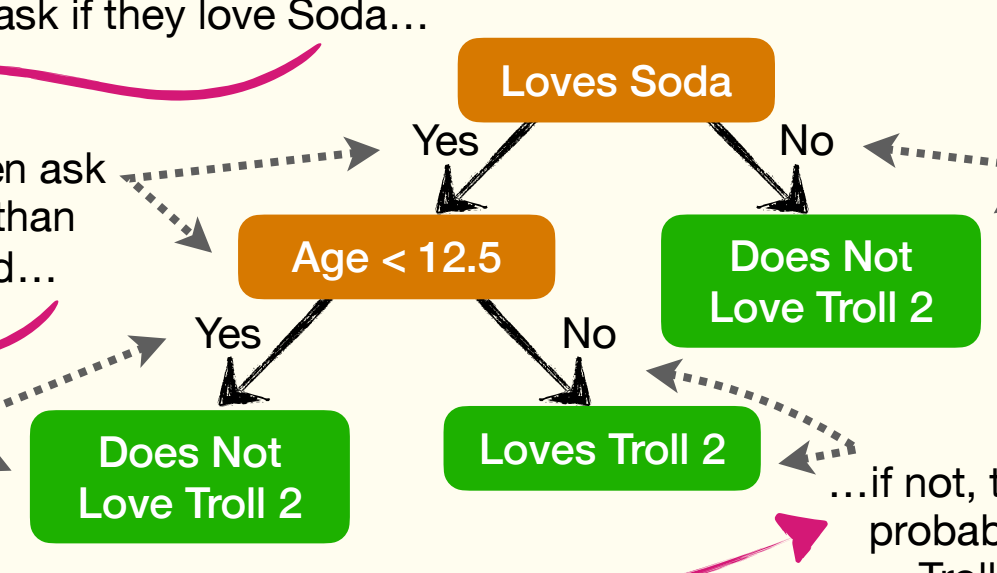 ask if they love Soda…
Loves Soda
Yes
No
en ask
than
d…
Age < 12.5
Does Not
Love Troll 2
Yes
No
Does Not
Love Troll 2
Loves Troll 2
…if not, t
probab
Troll